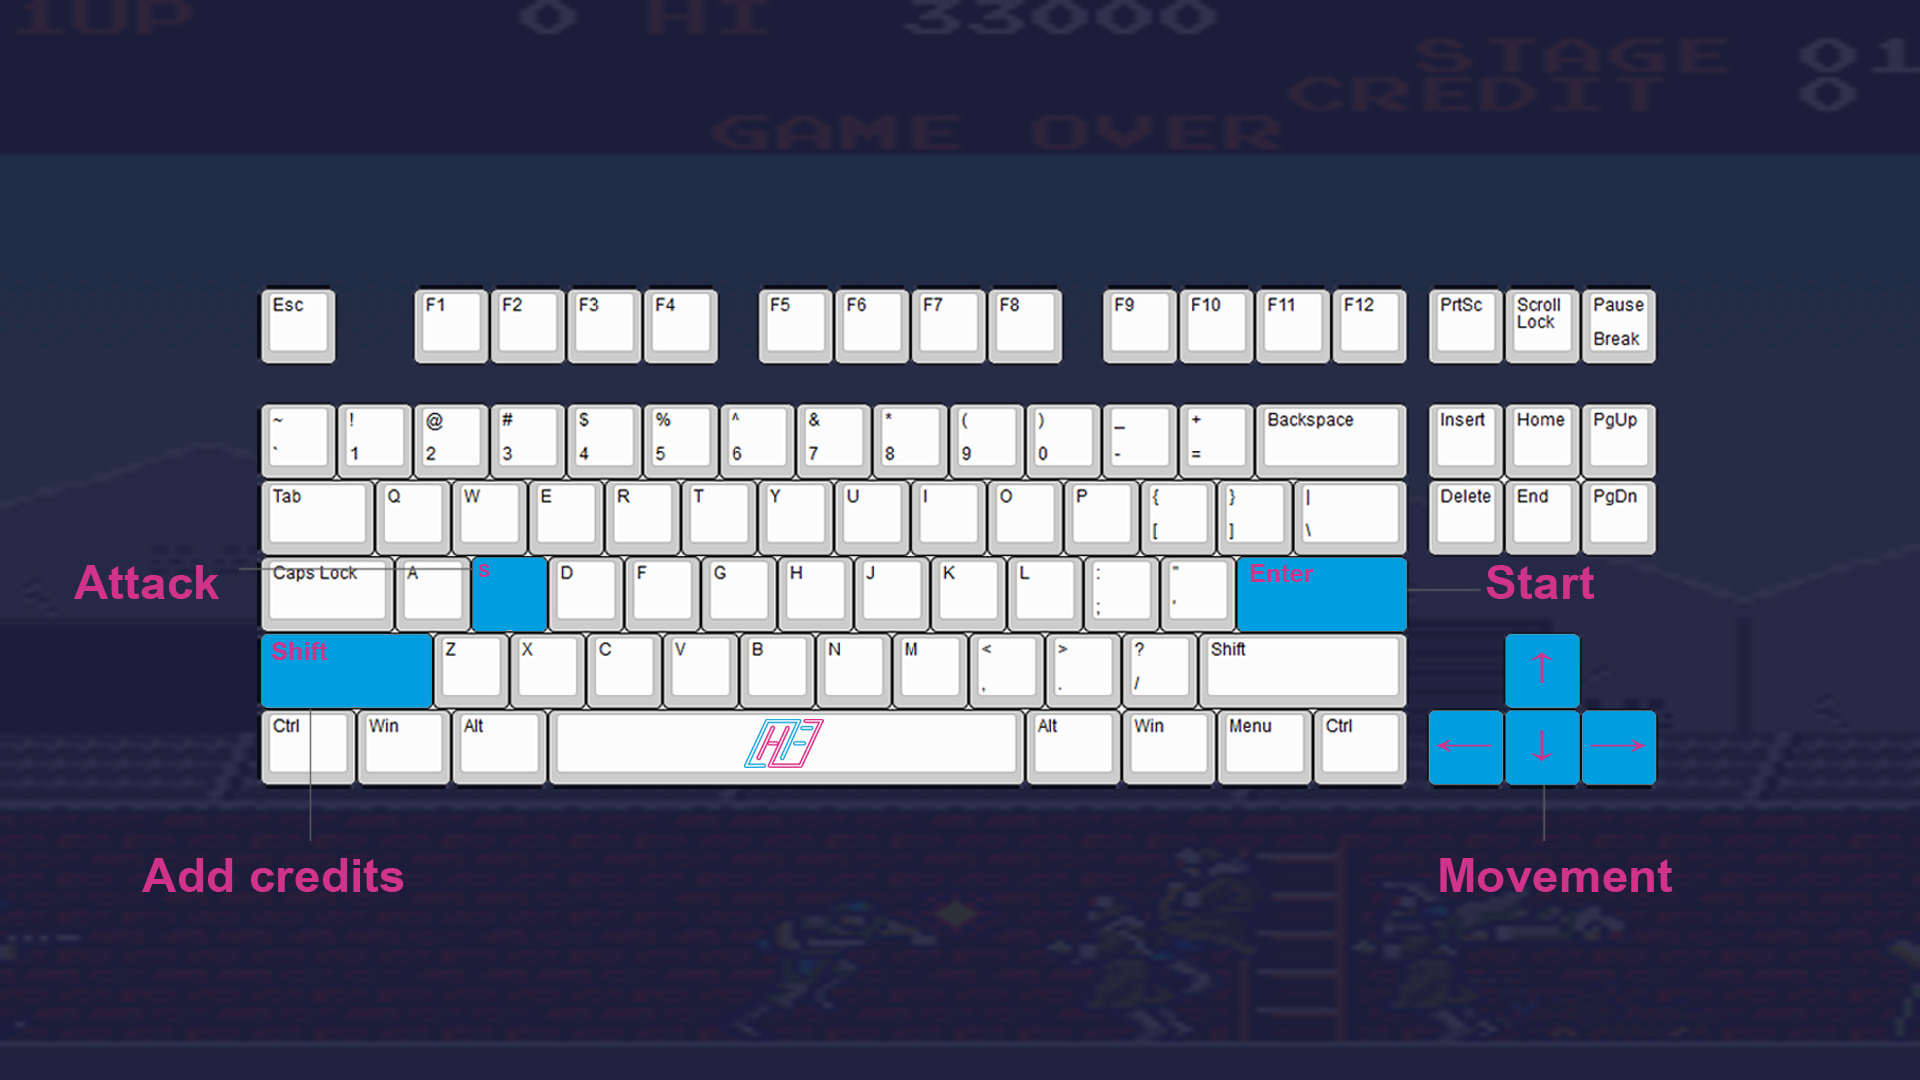 1UP 0 HI 33000
STAGE 01
CREDIT 0
GAME OVER
Esc F1 F2 F3 F4 F5 F6 F7 F8 F9 F10 F11 F12 PrtSc Scroll Lock Pause Break
~ ! @ # $ % ^ & * ( ) _ + Backspace Insert Home PgUp
` 1 2 3 4 5 6 7 8 9 0 - =
Tab Q W E R T Y U I O P { } | Delete End PgDn
[ ] \
Attack Caps Lock A S D F G H J K L : " Enter Start
; '
Shift Z X C V B N M < > ? Shift ↑
, . /
Ctrl Win Alt HE Alt Win Menu Ctrl ← ↓ →
Add credits Movement